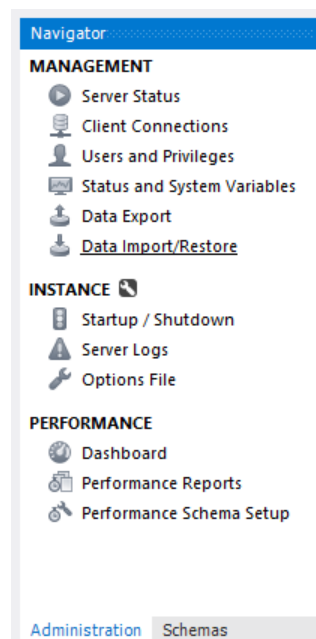 Navigator
MANAGEMENT
Server Status
Client Connections
Users and Privileges
Status and System Variables
Data Export
Data Import/Restore
INSTANCE
Startup / Shutdown
Server Logs
Options File
PERFORMANCE
Dashboard
Performance Reports
Performance Schema Setup
Administration Schemas